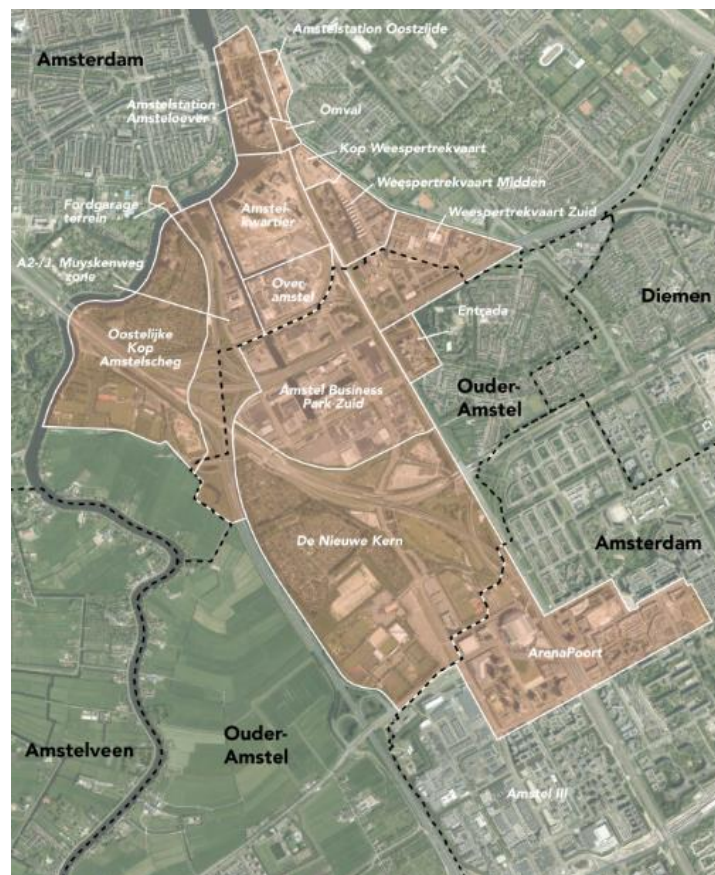 Amstelstation Oostzijde
Amsterdam
Amstelstation
Amsteloever
Omval
Kop Weespertrekvaart
Weespertrekvaart Midden
Fordgarage
terrein
Amstel-
kwartier
Weespertrekvaart Zuid
A2-/J. Muyskenweg
zone
Over-
amstel
Entrada
Diemen
Oostelijke
Kop
Amstelscheg
Amstel Business
Park Zuid
Ouder-
Amstel
De Nieuwe Kern
Amsterdam
ArenaPoort
Ouder-
Amstel
Amstelveen
Amstel III